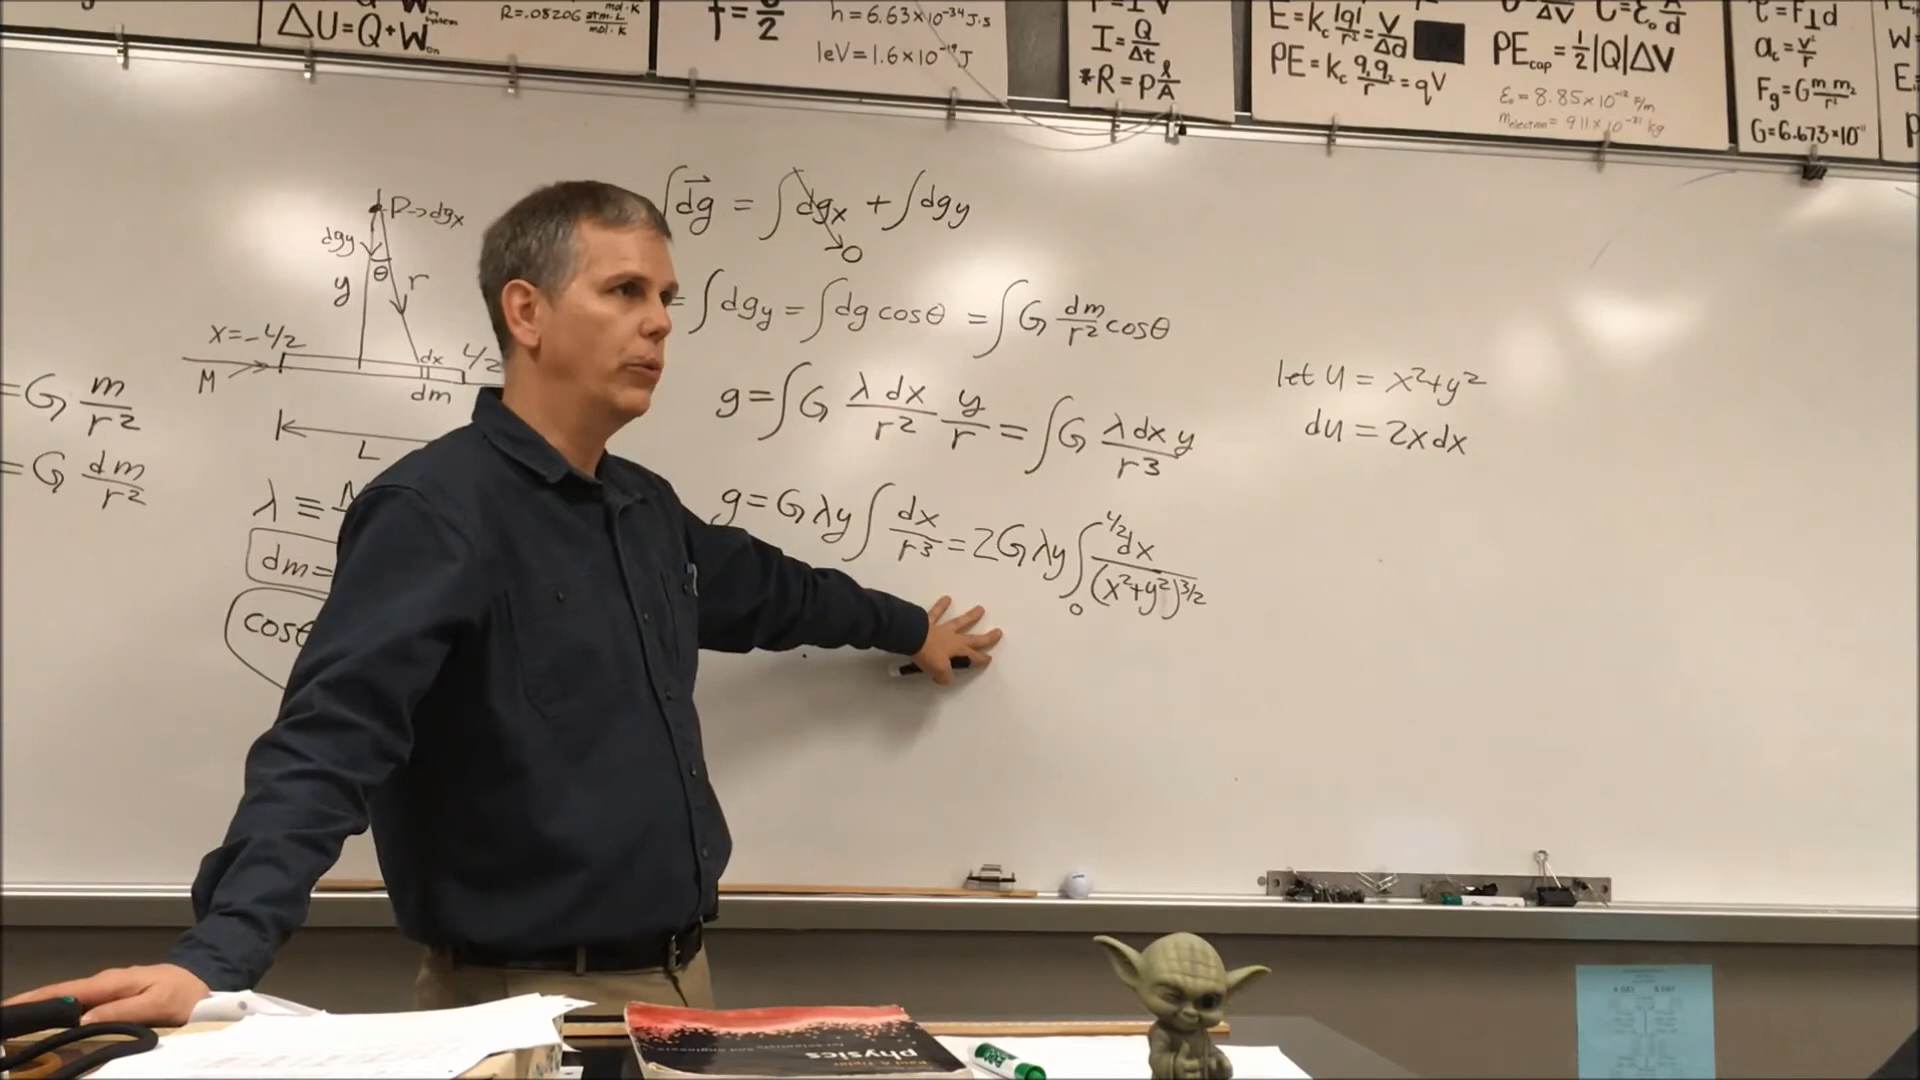 ΔU=Q+W_on
R=.08206 atm·L/mol·K
h=6.63×10⁻³⁴J·s
1eV=1.6×10⁻¹⁹J
I=Q/Δt
*R=ρ l/A
E=k_c |q|/r²=V/Δd
PE=k_c q₁q₂/r=qV
PE_cap=½|Q|ΔV
ε₀=8.85×10⁻¹² F/m
m_electron=9.11×10⁻³¹ kg
τ=F⊥d
a_c=v²/r
F_g=G m₁m₂/r²
G=6.673×10⁻¹¹
P→dg_x
dg_y
θ
y
r
x=-L/2
dx
L/2
M
dm
L
=G m/r²
=G dm/r²
λ≡
dm=
cosθ
∫dg⃗ = ∫dg_x + ∫dg_y
0
= ∫dg_y = ∫dg cosθ = ∫G dm/r² cosθ
g=∫G λdx/r² y/r = ∫G λdx y/r³
g=Gλy∫dx/r³ = 2Gλy∫₀^(L/2) dx/(x²+y²)^(3/2)
let u = x²+y²
du = 2x dx
physics